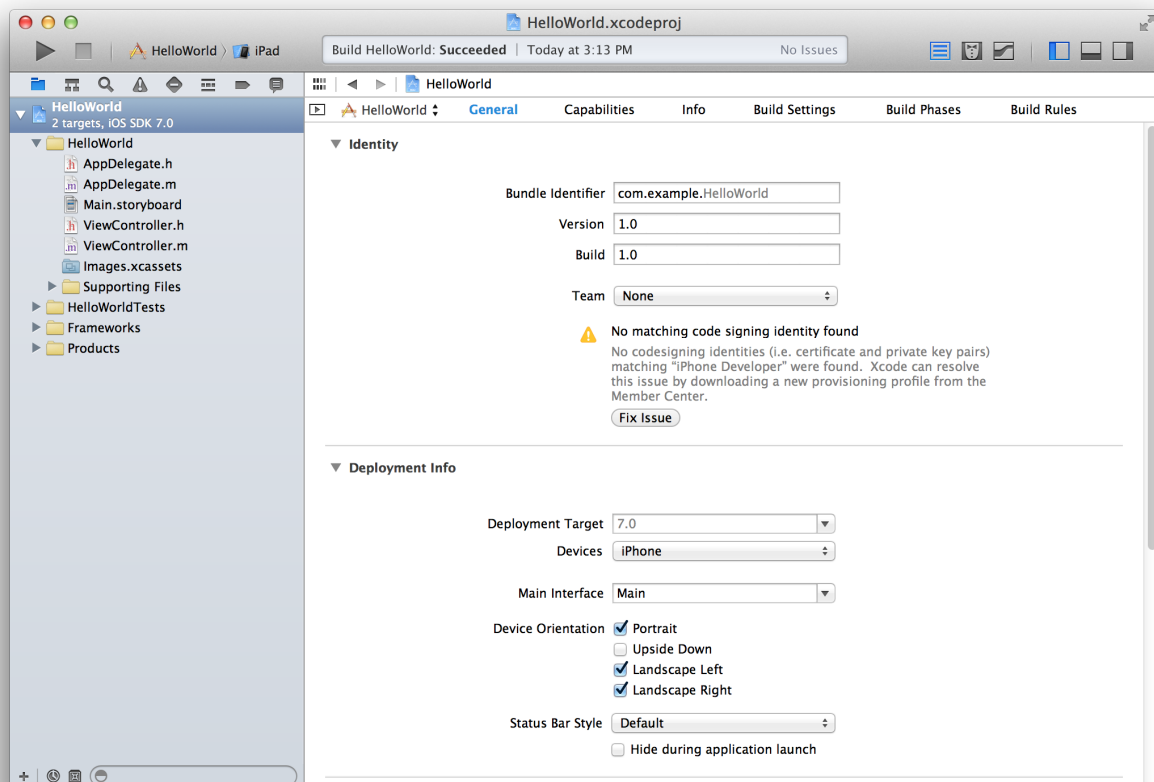 HelloWorld.xcodeproj
HelloWorld iPad
Build HelloWorld: Succeeded Today at 3:13 PM No Issues
HelloWorld
2 targets, iOS SDK 7.0
HelloWorld
AppDelegate.h
AppDelegate.m
Main.storyboard
ViewController.h
ViewController.m
Images.xcassets
Supporting Files
HelloWorldTests
Frameworks
Products
HelloWorld
HelloWorld General Capabilities Info Build Settings Build Phases Build Rules
Identity
Bundle Identifier com.example.HelloWorld
Version 1.0
Build 1.0
Team None
No matching code signing identity found
No codesigning identities (i.e. certificate and private key pairs)
matching “iPhone Developer” were found. Xcode can resolve
this issue by downloading a new provisioning profile from the
Member Center.
Fix Issue
Deployment Info
Deployment Target 7.0
Devices iPhone
Main Interface Main
Device Orientation Portrait
Upside Down
Landscape Left
Landscape Right
Status Bar Style Default
Hide during application launch